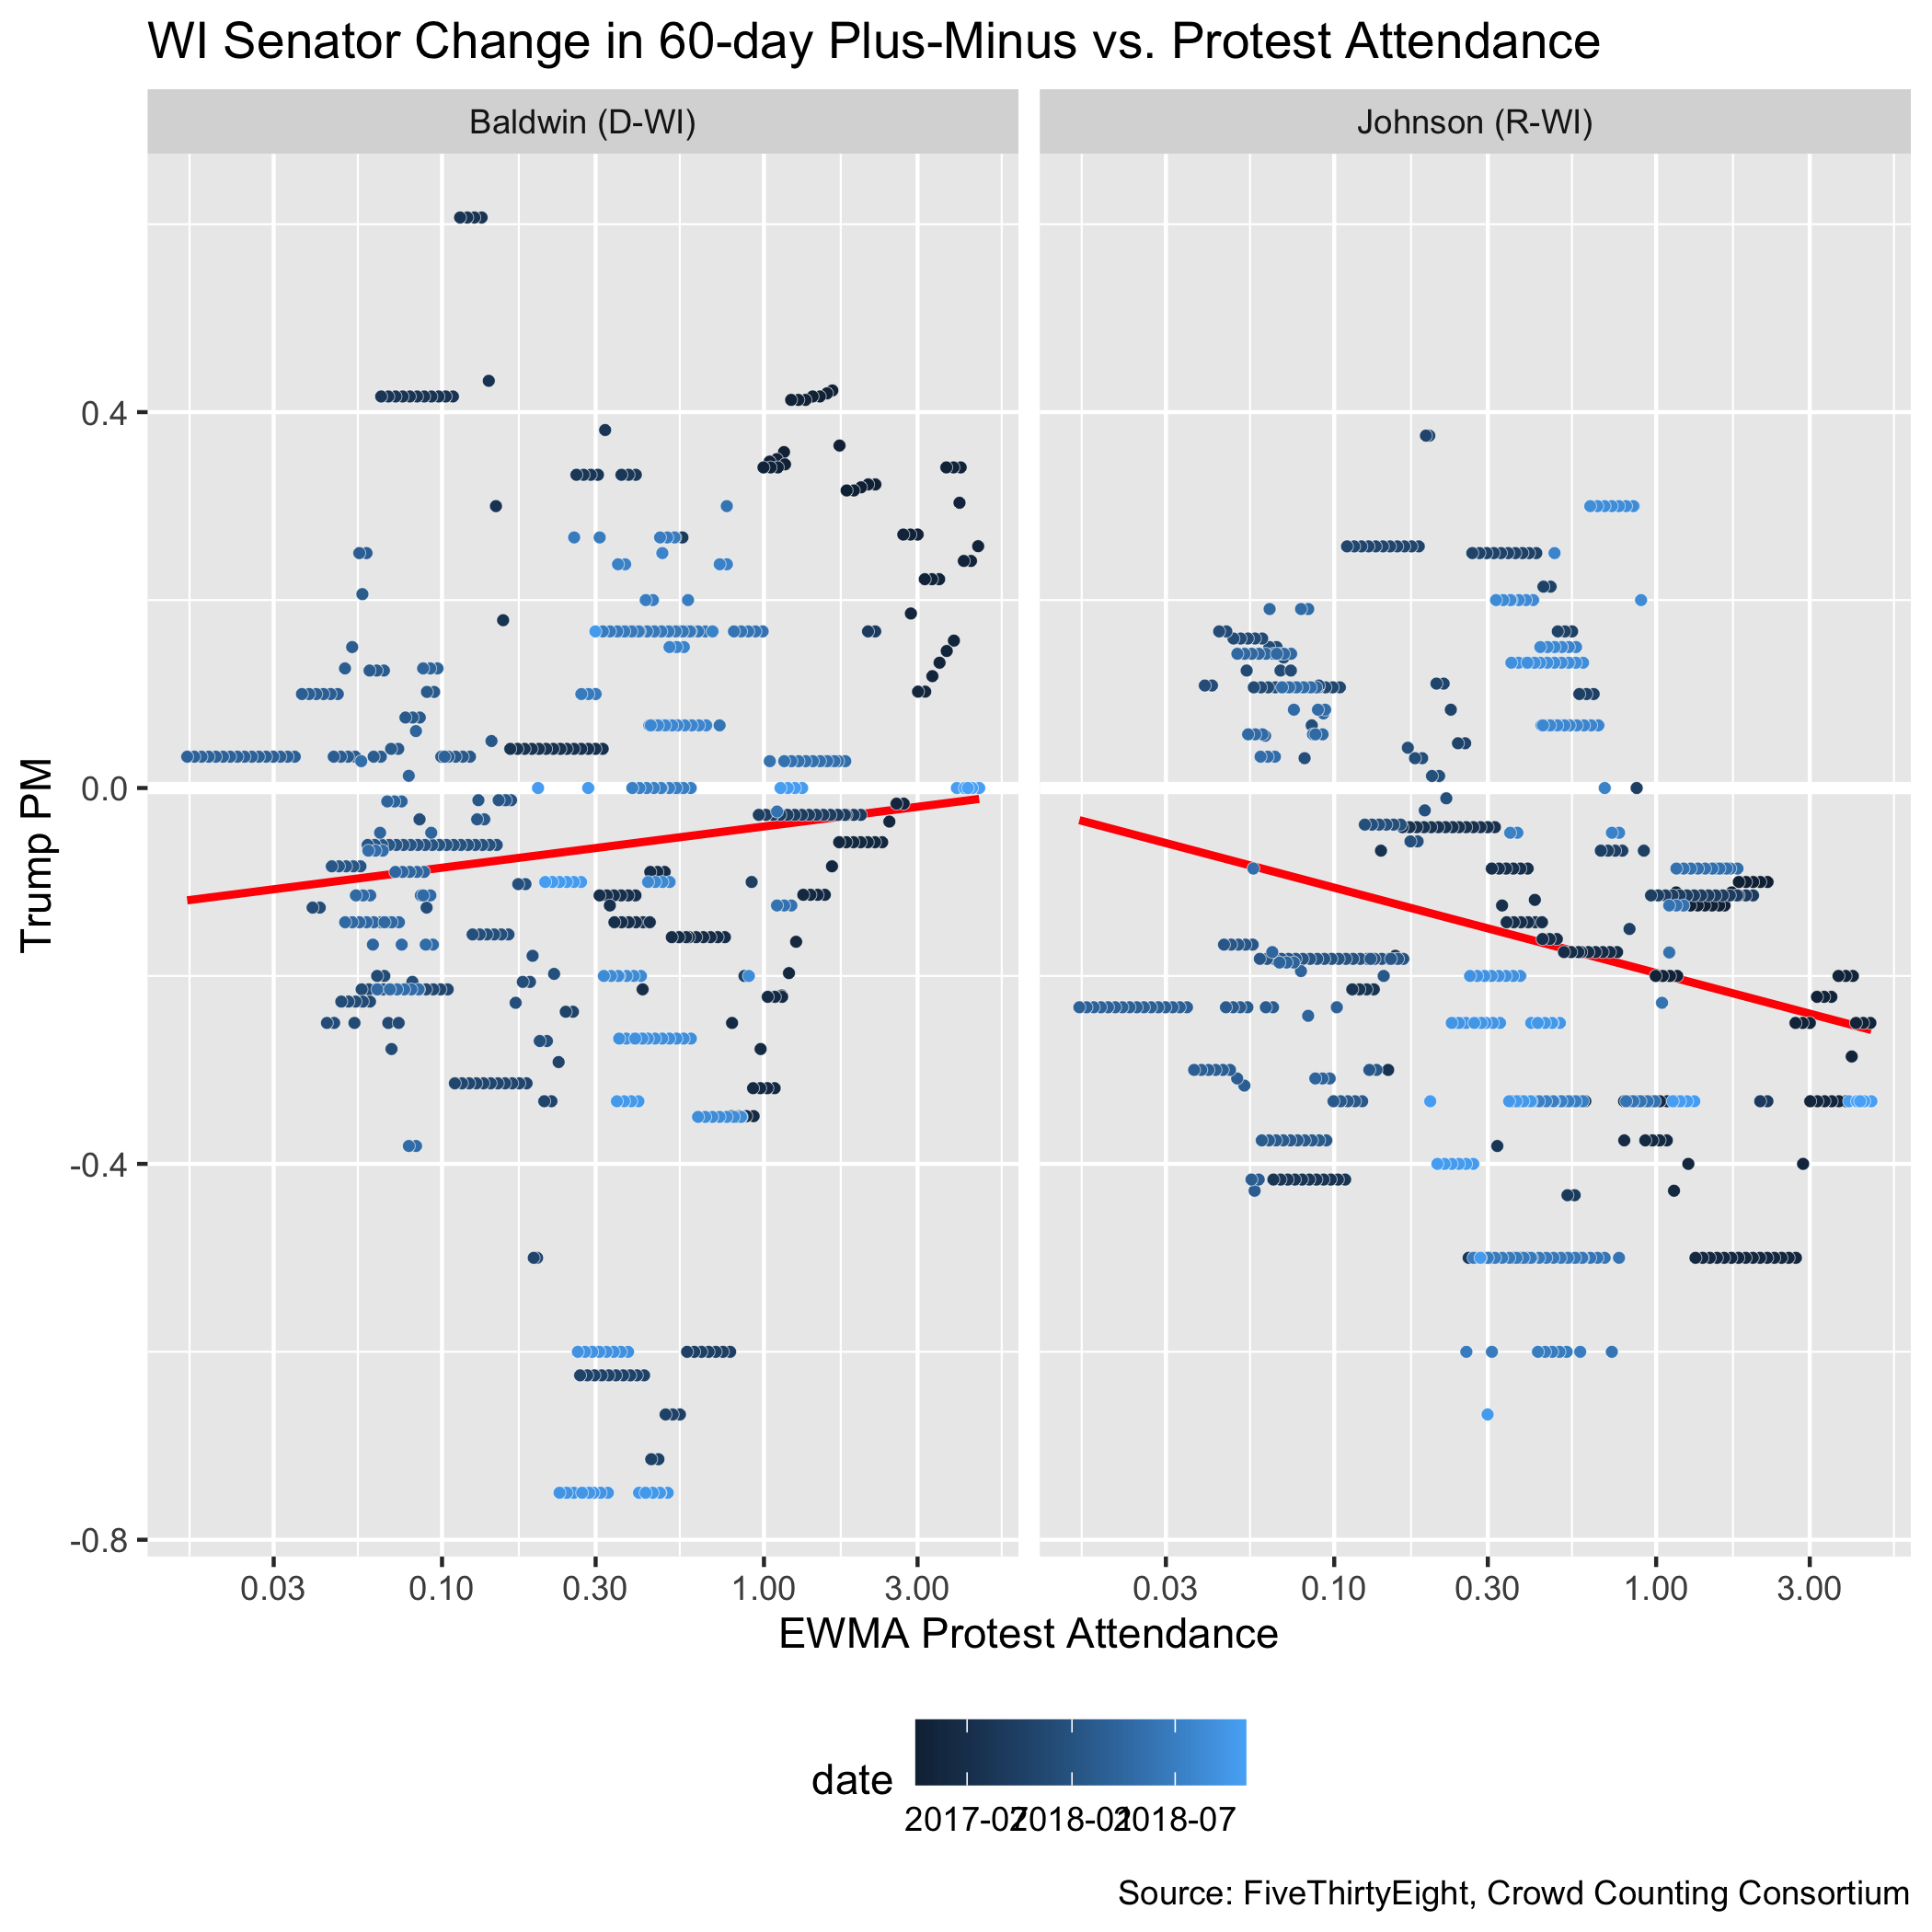 WI Senator Change in 60-day Plus-Minus vs. Protest Attendance
Baldwin (D-WI)
Johnson (R-WI)
Trump PM
0.4
0.0
-0.4
-0.8
0.03 0.10 0.30 1.00 3.00
0.03 0.10 0.30 1.00 3.00
EWMA Protest Attendance
date
2017-07 2018-01 2018-07
Source: FiveThirtyEight, Crowd Counting Consortium